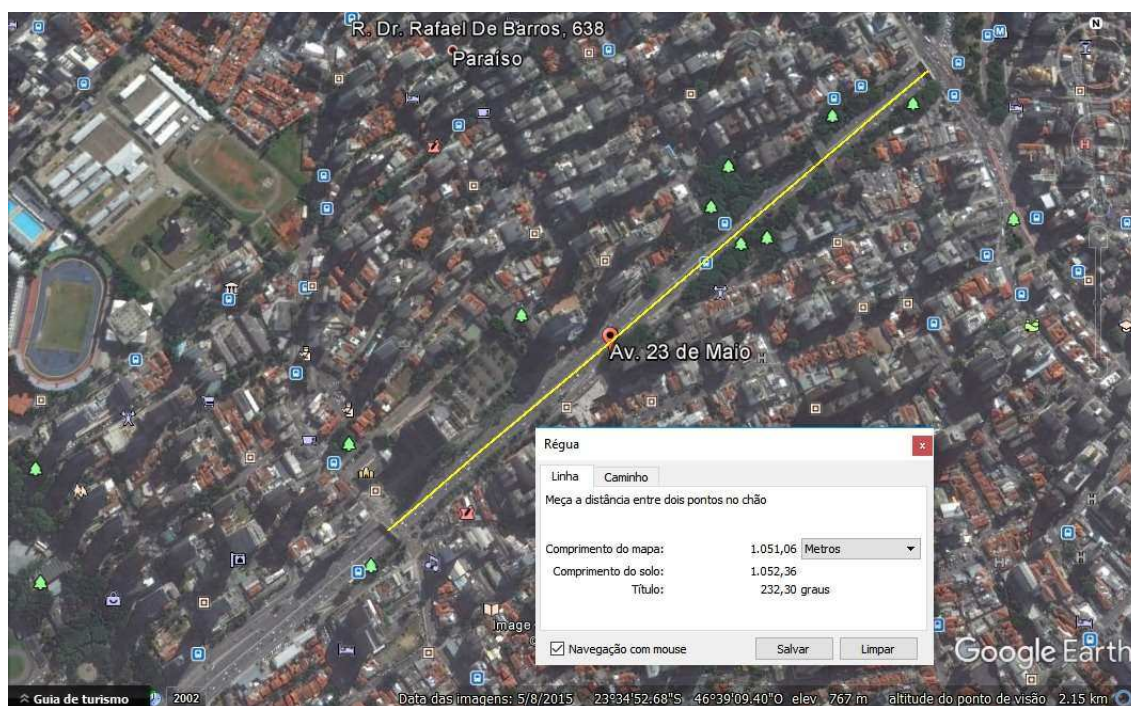 R. Dr. Rafael De Barros, 638
Paraíso
N
M
H
Av. 23 de Maio
H
Régua
x
Linha
Caminho
Meça a distância entre dois pontos no chão
Comprimento do mapa:
1.051,06
Metros
Comprimento do solo:
1.052,36
Título:
232,30 graus
Navegação com mouse
Salvar
Limpar
H
H
Image
Google Earth
Guia de turismo
2002
Data das imagens: 5/8/2015
23°34'52.68"S
46°39'09.40"O
elev
767 m
altitude do ponto de visão
2.15 km